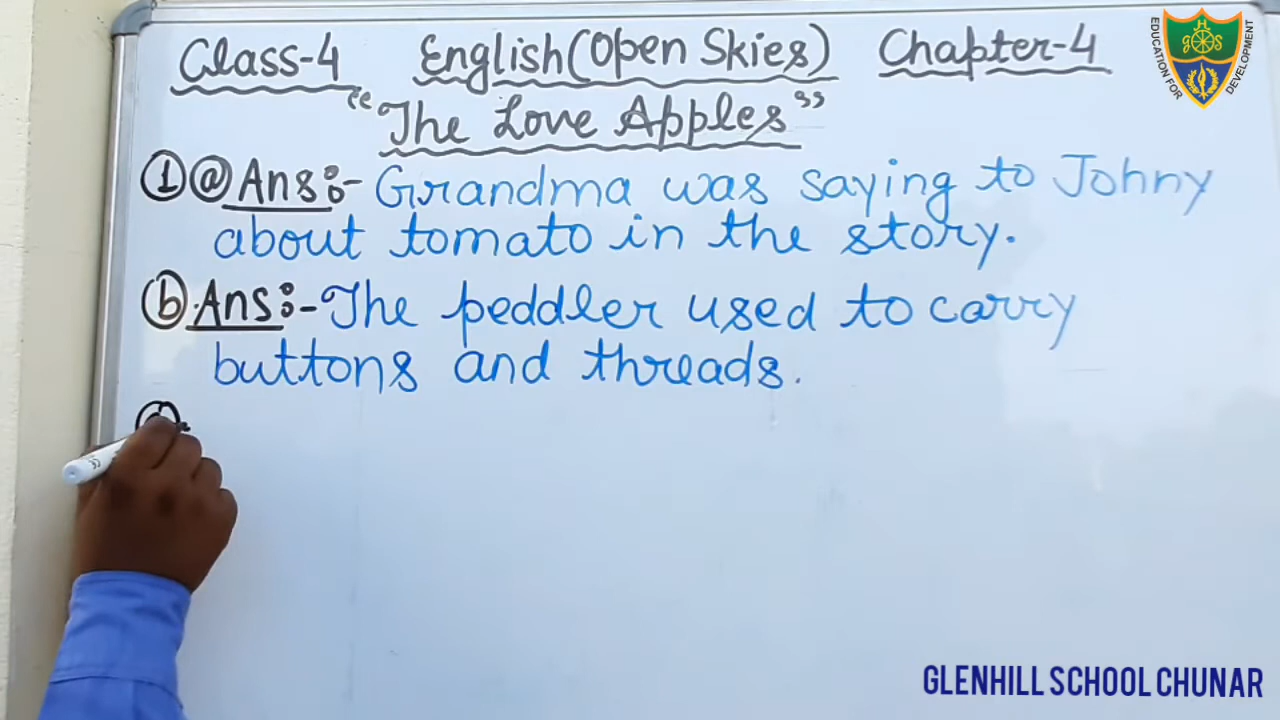 Class-4 English (Open Skies) Chapter-4
"The Love Apples"
① ⓐ Ans:- Grandma was saying to Johny
about tomato in the story.
ⓑ Ans:- The peddler used to carry
buttons and threads.
EDUCATION FOR DEVELOPMENT
G H S
GLENHILL SCHOOL CHUNAR